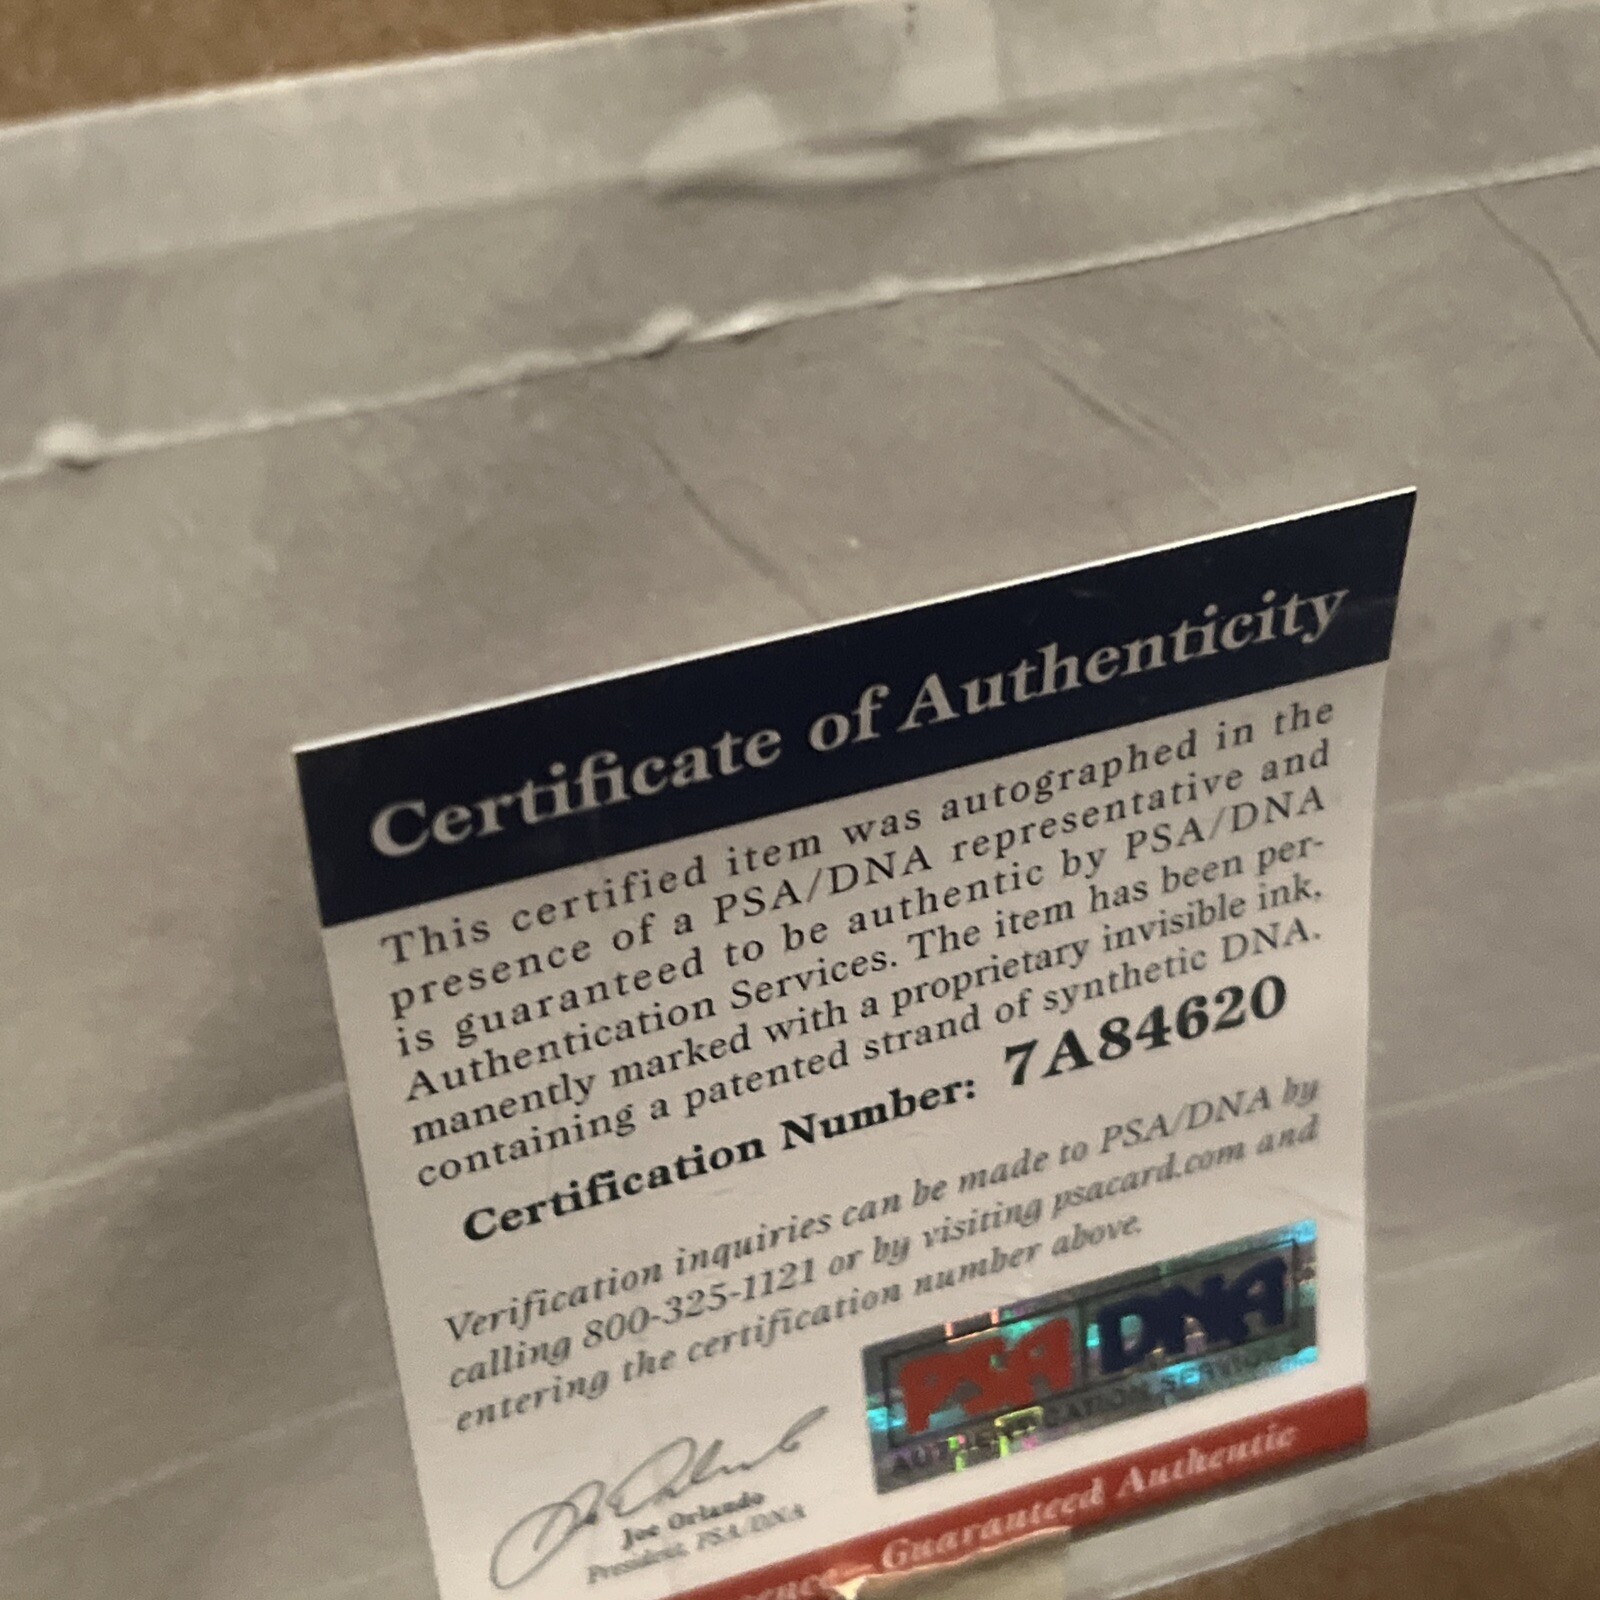 Certificate of Authenticity
This certified item was autographed in the
presence of a PSA/DNA representative and
is guaranteed to be authentic by PSA/DNA
Authentication Services. The item has been per-
manently marked with a proprietary invisible ink,
containing a patented strand of synthetic DNA.
Certification Number: 7A84620
Verification inquiries can be made to PSA/DNA by
calling 800-325-1121 or by visiting psacard.com and
entering the certification number above.
PSA DNA
AUTHENTICATION SERVICES
Joe Orlando
President, PSA/DNA
Guaranteed Authentic